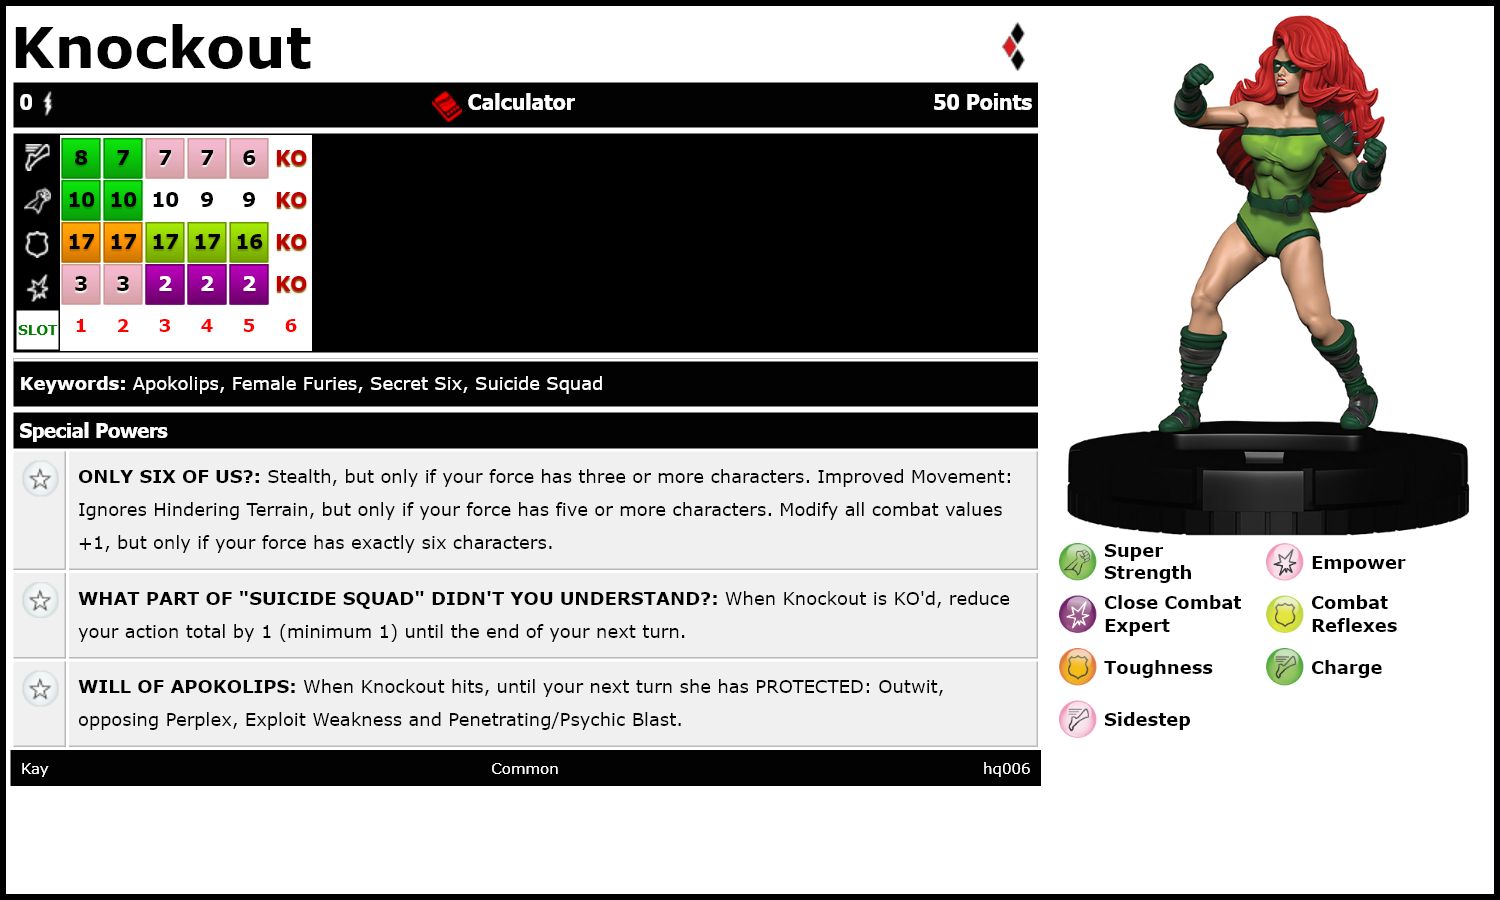 Knockout
0 Calculator 50 Points
8 7 7 7 6 KO
10 10 10 9 9 KO
17 17 17 17 16 KO
3 3 2 2 2 KO
SLOT 1 2 3 4 5 6
Keywords: Apokolips, Female Furies, Secret Six, Suicide Squad
Special Powers
ONLY SIX OF US?: Stealth, but only if your force has three or more characters. Improved Movement:
Ignores Hindering Terrain, but only if your force has five or more characters. Modify all combat values
+1, but only if your force has exactly six characters.
WHAT PART OF "SUICIDE SQUAD" DIDN'T YOU UNDERSTAND?: When Knockout is KO'd, reduce
your action total by 1 (minimum 1) until the end of your next turn.
WILL OF APOKOLIPS: When Knockout hits, until your next turn she has PROTECTED: Outwit,
opposing Perplex, Exploit Weakness and Penetrating/Psychic Blast.
Kay Common hq006
Super
Strength
Empower
Close Combat
Expert
Combat
Reflexes
Toughness
Charge
Sidestep